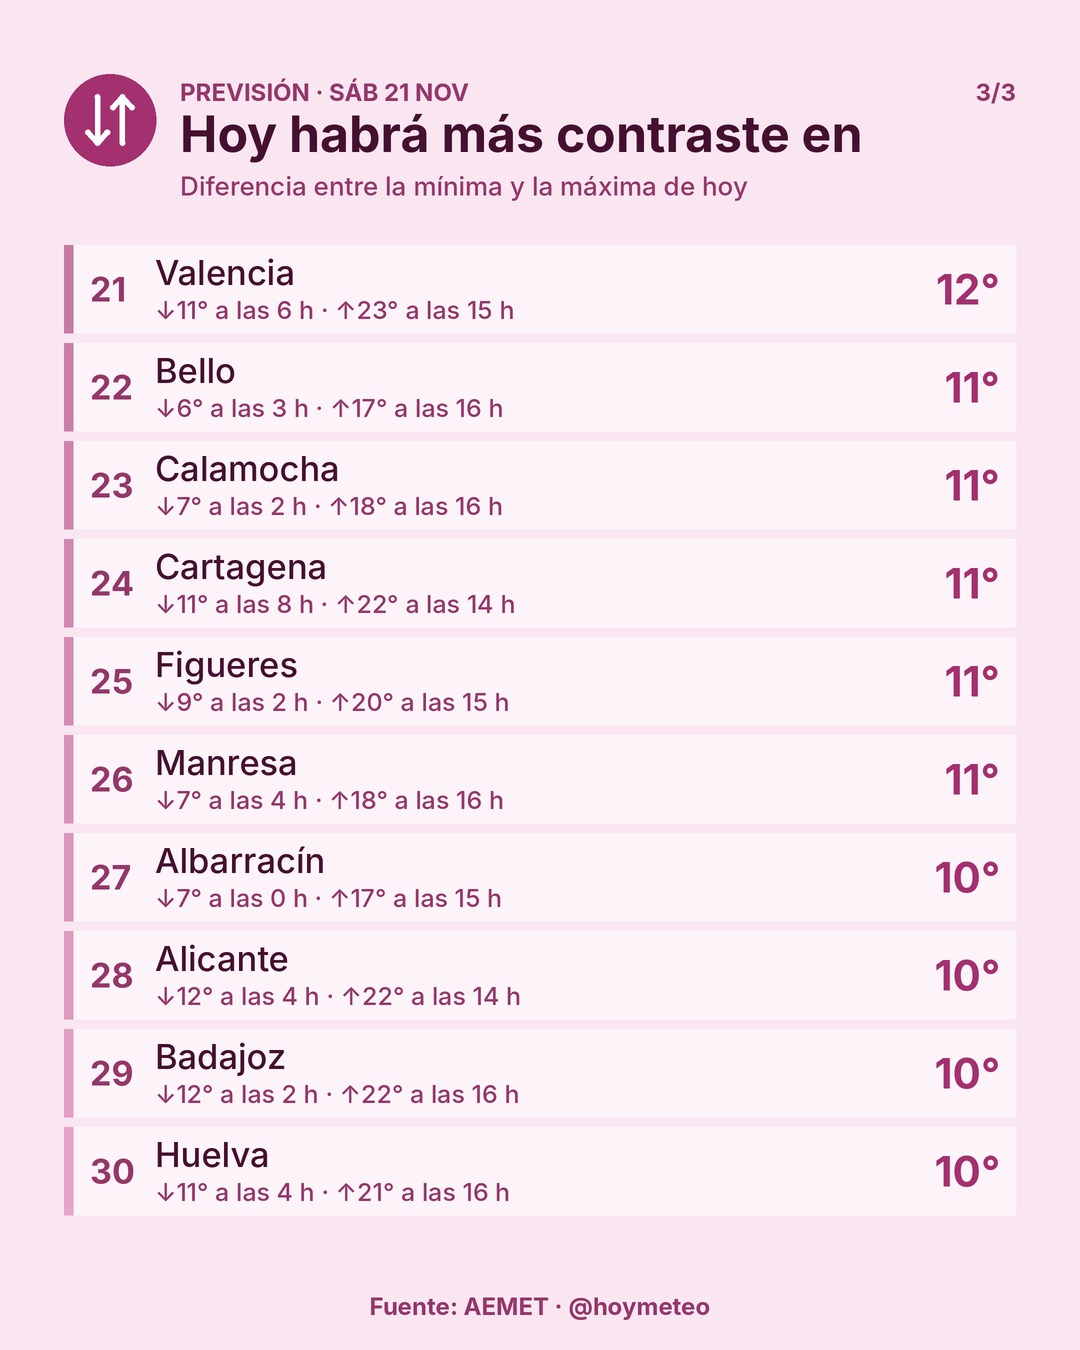 PREVISIÓN · SÁB 21 NOV
3/3
Hoy habrá más contraste en
Diferencia entre la mínima y la máxima de hoy
21
Valencia
↓11° a las 6 h · ↑23° a las 15 h
12°
22
Bello
↓6° a las 3 h · ↑17° a las 16 h
11°
23
Calamocha
↓7° a las 2 h · ↑18° a las 16 h
11°
24
Cartagena
↓11° a las 8 h · ↑22° a las 14 h
11°
25
Figueres
↓9° a las 2 h · ↑20° a las 15 h
11°
26
Manresa
↓7° a las 4 h · ↑18° a las 16 h
11°
27
Albarracín
↓7° a las 0 h · ↑17° a las 15 h
10°
28
Alicante
↓12° a las 4 h · ↑22° a las 14 h
10°
29
Badajoz
↓12° a las 2 h · ↑22° a las 16 h
10°
30
Huelva
↓11° a las 4 h · ↑21° a las 16 h
10°
Fuente: AEMET · @hoymeteo